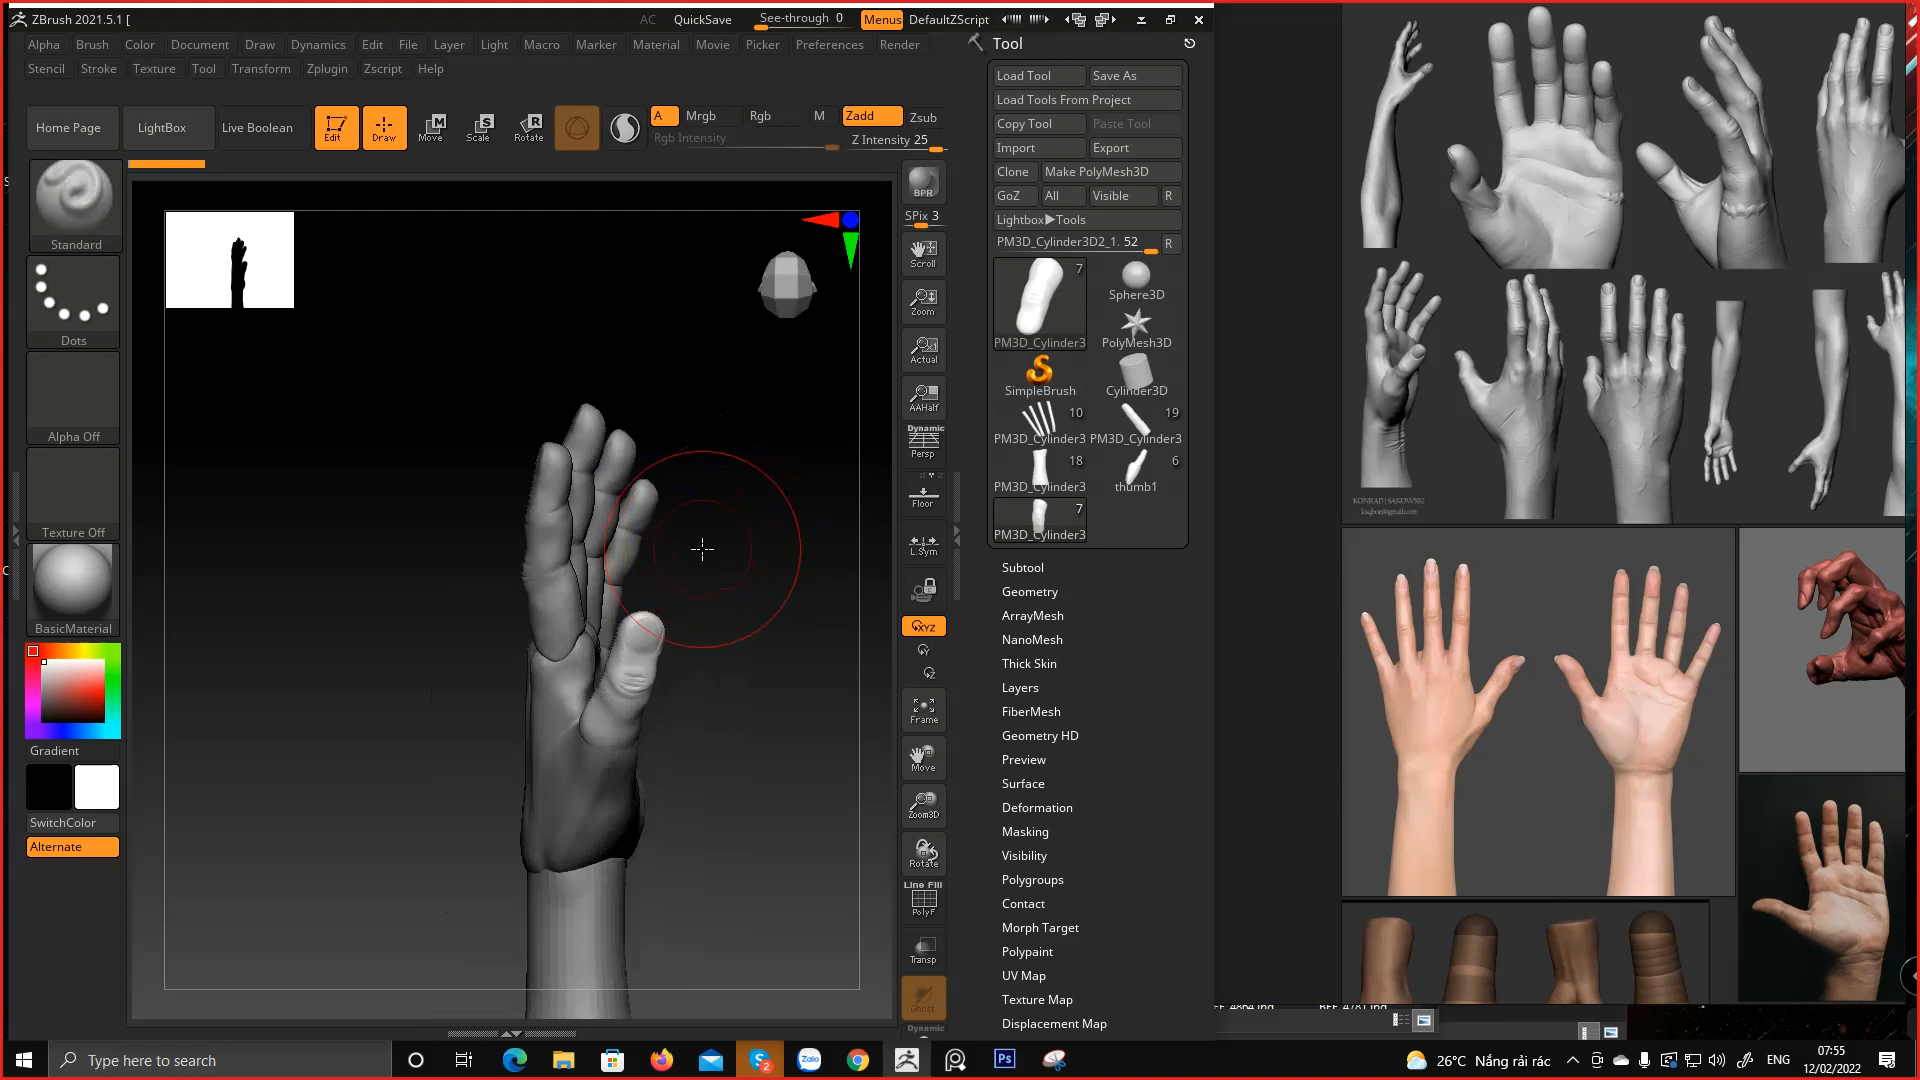 ZBrush 2021.5.1 [
AC
QuickSave
See-through 0
Menus
DefaultZScript
Alpha Brush Color Document Draw Dynamics Edit File Layer Light Macro Marker Material Movie Picker Preferences Render
Stencil Stroke Texture Tool Transform Zplugin Zscript Help
Home Page
LightBox
Live Boolean
Edit
Draw
Move
Scale
Rotate
A
Mrgb
Rgb
M
Zadd
Zsub
Rgb Intensity
Z Intensity 25
Standard
Dots
Alpha Off
Texture Off
BasicMaterial
Gradient
SwitchColor
Alternate
BPR
SPix 3
Scroll
Zoom
Actual
AAHalf
Dynamic
Persp
Floor
L.Sym
XYZ
Y
Z
Frame
Move
Zoom3D
Rotate
Line Fill
PolyF
Transp
Ghost
Dynamic
Tool
Load Tool
Save As
Load Tools From Project
Copy Tool
Paste Tool
Import
Export
Clone
Make PolyMesh3D
GoZ
All
Visible
R
Lightbox▶Tools
PM3D_Cylinder3D2_1. 52
R
7
PM3D_Cylinder3
Sphere3D
PolyMesh3D
SimpleBrush
Cylinder3D
10
PM3D_Cylinder3
19
PM3D_Cylinder3
18
PM3D_Cylinder3
6
thumb1
7
PM3D_Cylinder3
Subtool
Geometry
ArrayMesh
NanoMesh
Thick Skin
Layers
FiberMesh
Geometry HD
Preview
Surface
Deformation
Masking
Visibility
Polygroups
Contact
Morph Target
Polypaint
UV Map
Texture Map
Displacement Map
KONRAD | SAKOWSKI
Type here to search
2
Zalo
Ps
26°C Nắng rải rác
ENG
07:55
12/02/2022